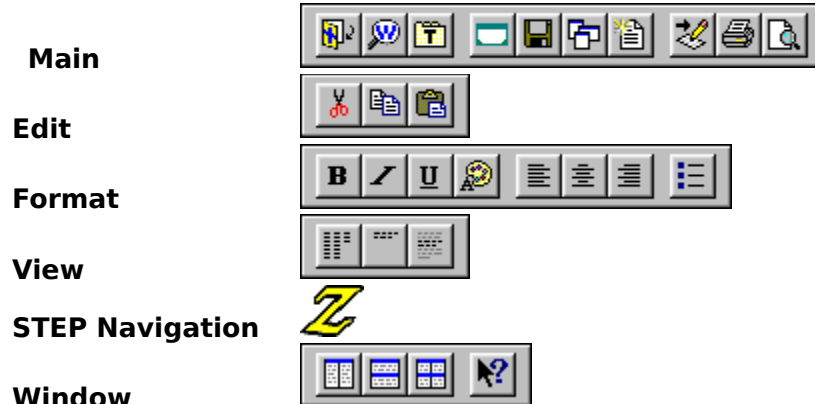 Main
Edit
B I U A
Format
View
STEP Navigation
Z
Window